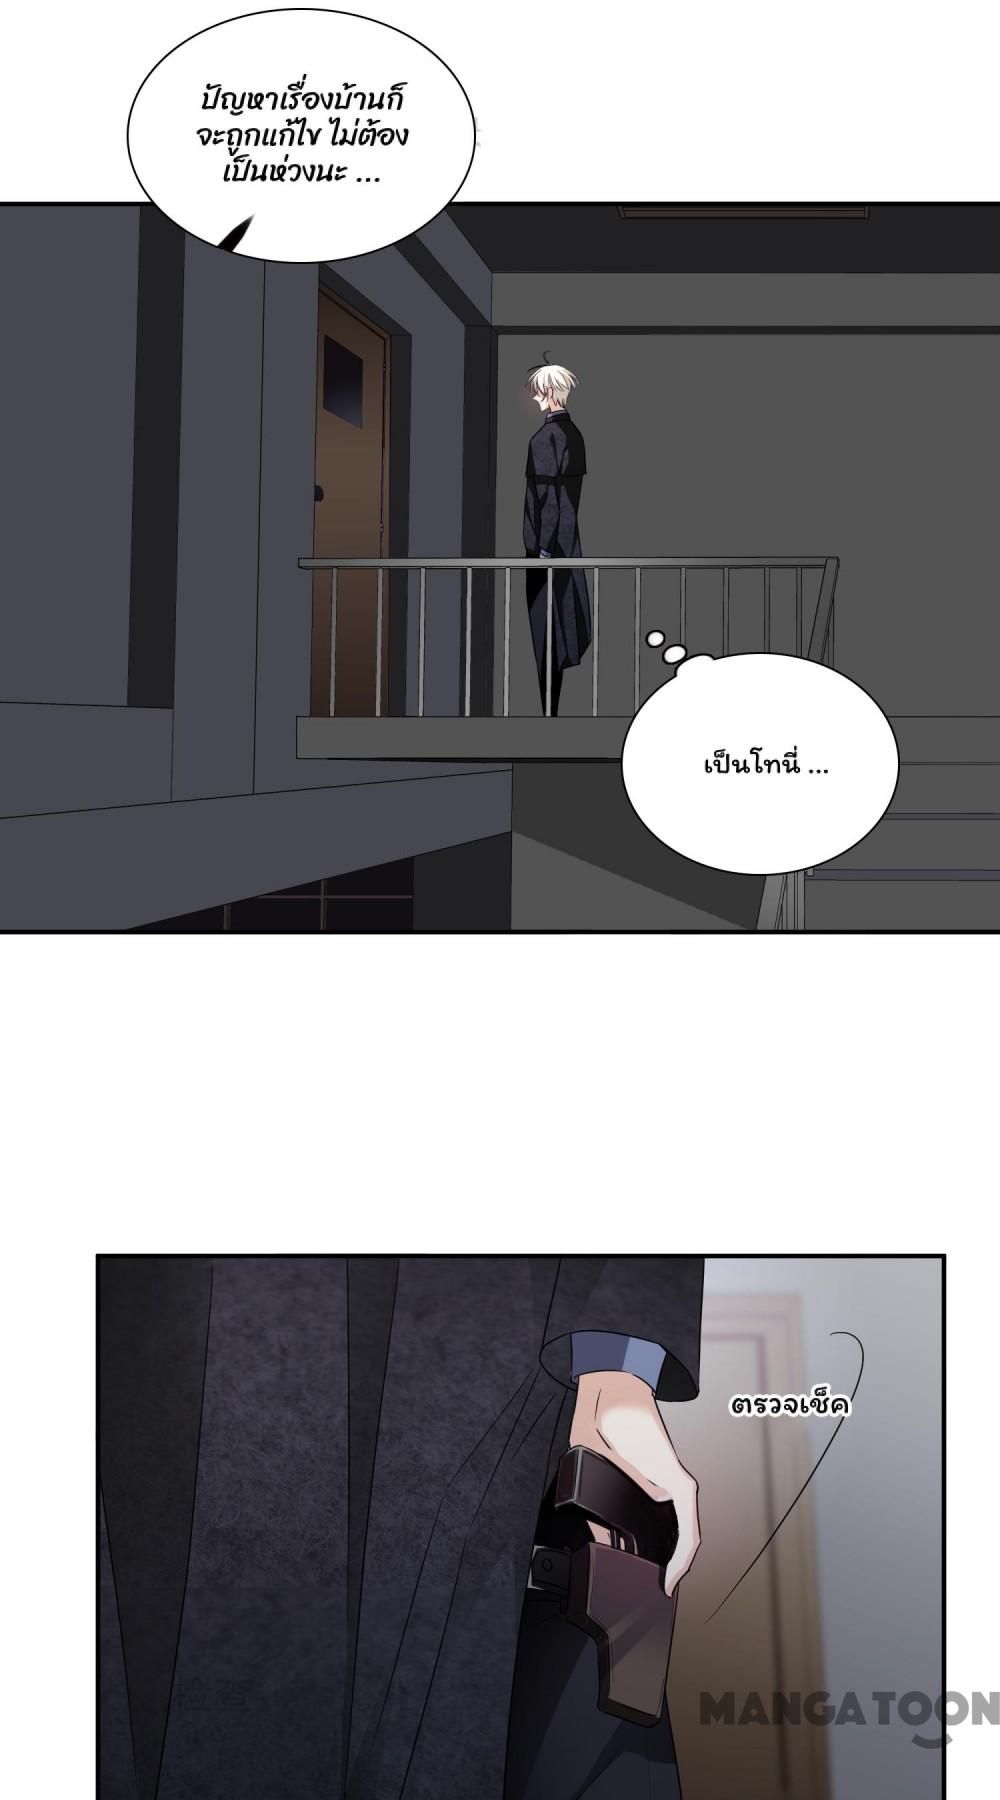 ปัญหาเรื่องบ้านก็
จะถูกแก้ไข ไม่ต้อง
เป็นห่วงนะ ...
เป็นโทนี่ ...
ตรวจเช็ค
MANGATOON